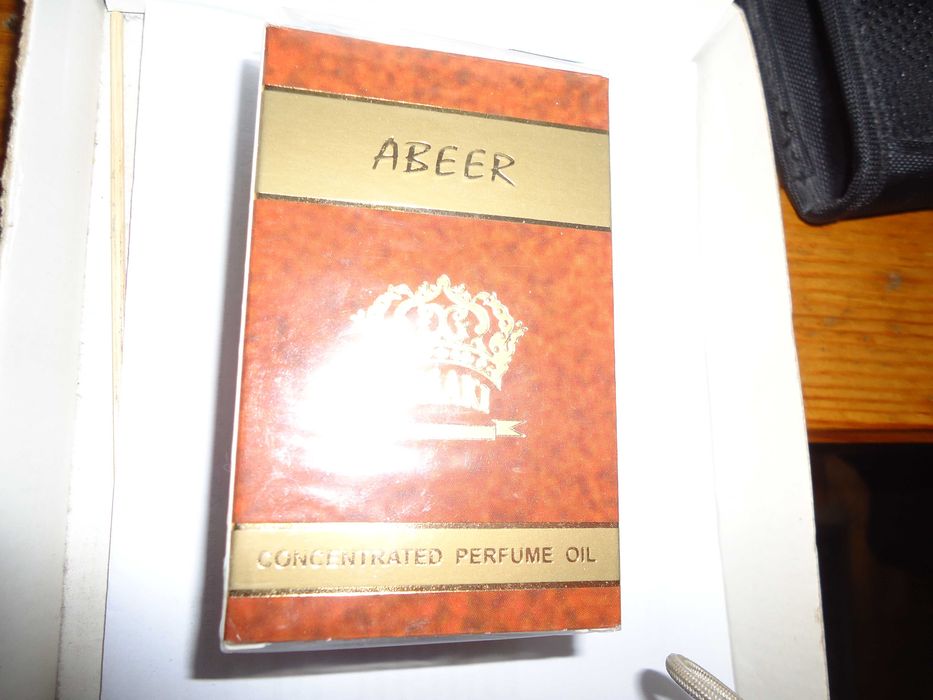 ABEER
CONCENTRATED PERFUME OIL